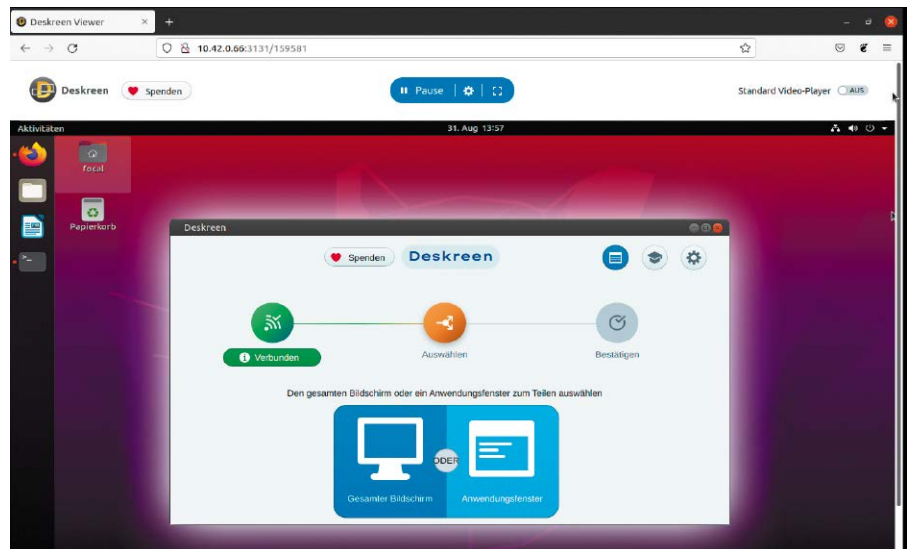 Deskreen Viewer
10.42.0.66:3131/159581
Deskreen
Spenden
Pause
Standard Video-Player
AUS
Aktivitäten
31. Aug 13:57
focal
Papierkorb
Deskreen
Spenden
Deskreen
Verbunden
Auswählen
Bestätigen
Den gesamten Bildschirm oder ein Anwendungsfenster zum Teilen auswählen
ODER
Gesamter Bildschirm
Anwendungsfenster